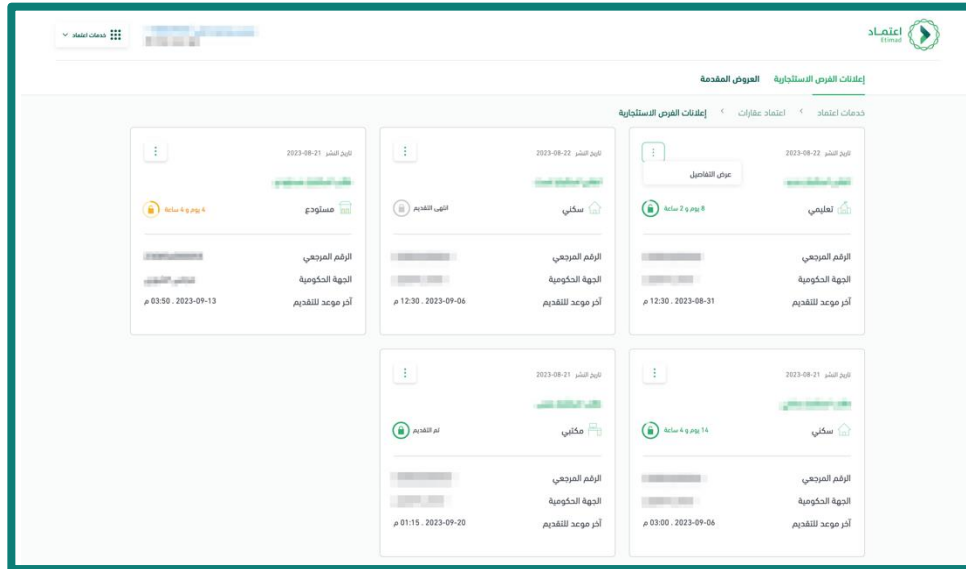 اعتمـاد
Etimad
خدمات اعتماد
إعلانات الفرص الاستثجارية
العروض المقدمة
خدمات اعتماد > اعتماد عقارات > إعلانات الفرص الاستثجارية
تاريخ النشر: 22-08-2023
عرض التفاصيل
تعليمي
8 يوم و 2 ساعة
الرقم المرجعي
الجهة الحكومية
آخر موعد للتقديم
2023-08-31 . 12:30 م
تاريخ النشر: 22-08-2023
سكني
انتهى التقديم
الرقم المرجعي
الجهة الحكومية
آخر موعد للتقديم
2023-09-06 . 12:30 م
تاريخ النشر: 21-08-2023
مستودع
4 يوم و 4 ساعة
الرقم المرجعي
الجهة الحكومية
آخر موعد للتقديم
2023-09-13 . 03:50 م
تاريخ النشر: 21-08-2023
سكني
14 يوم و 4 ساعة
الرقم المرجعي
الجهة الحكومية
آخر موعد للتقديم
2023-09-06 . 03:00 م
تاريخ النشر: 21-08-2023
مكتبي
تم التقديم
الرقم المرجعي
الجهة الحكومية
آخر موعد للتقديم
2023-09-20 . 01:15 م